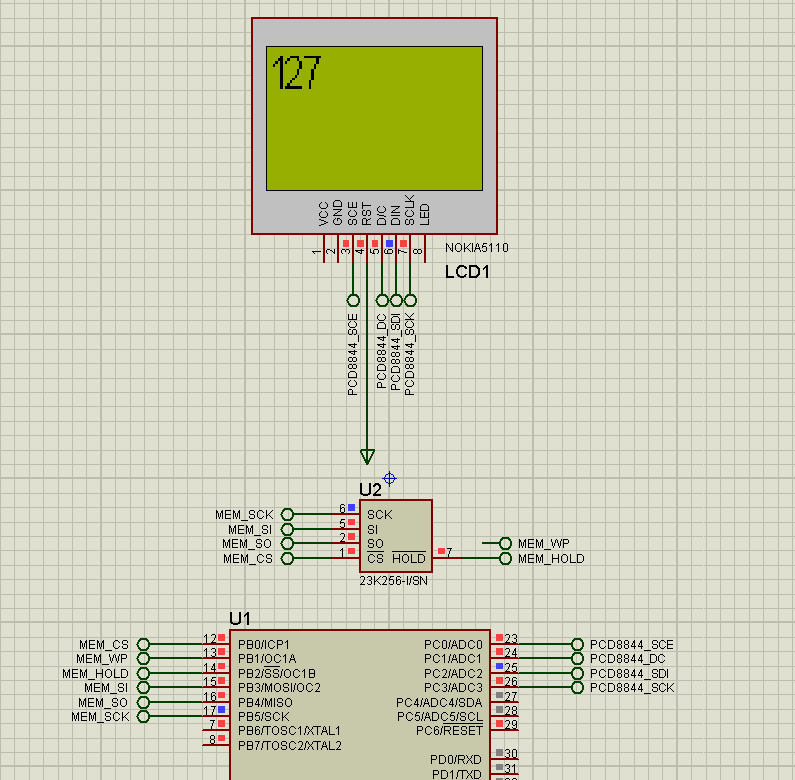 127
VCC
GND
SCE
RST
D/C
DIN
SCLK
LED
1
2
3
4
5
6
7
8
NOKIA5110
LCD1
PCD8844_SCE
PCD8844_DC
PCD8844_SDI
PCD8844_SCK
U2
MEM_SCK 6 SCK
MEM_SI 5 SI
MEM_SO 2 SO MEM_WP
MEM_CS 1 CS HOLD 7 MEM_HOLD
23K256-I/SN
U1
MEM_CS 12 PB0/ICP1 PC0/ADC0 23 PCD8844_SCE
MEM_WP 13 PB1/OC1A PC1/ADC1 24 PCD8844_DC
MEM_HOLD 14 PB2/SS/OC1B PC2/ADC2 25 PCD8844_SDI
MEM_SI 15 PB3/MOSI/OC2 PC3/ADC3 26 PCD8844_SCK
MEM_SO 16 PB4/MISO PC4/ADC4/SDA 27
MEM_SCK 17 PB5/SCK PC5/ADC5/SCL 28
7 PB6/TOSC1/XTAL1 PC6/RESET 29
8 PB7/TOSC2/XTAL2
PD0/RXD 30
PD1/TXD 31